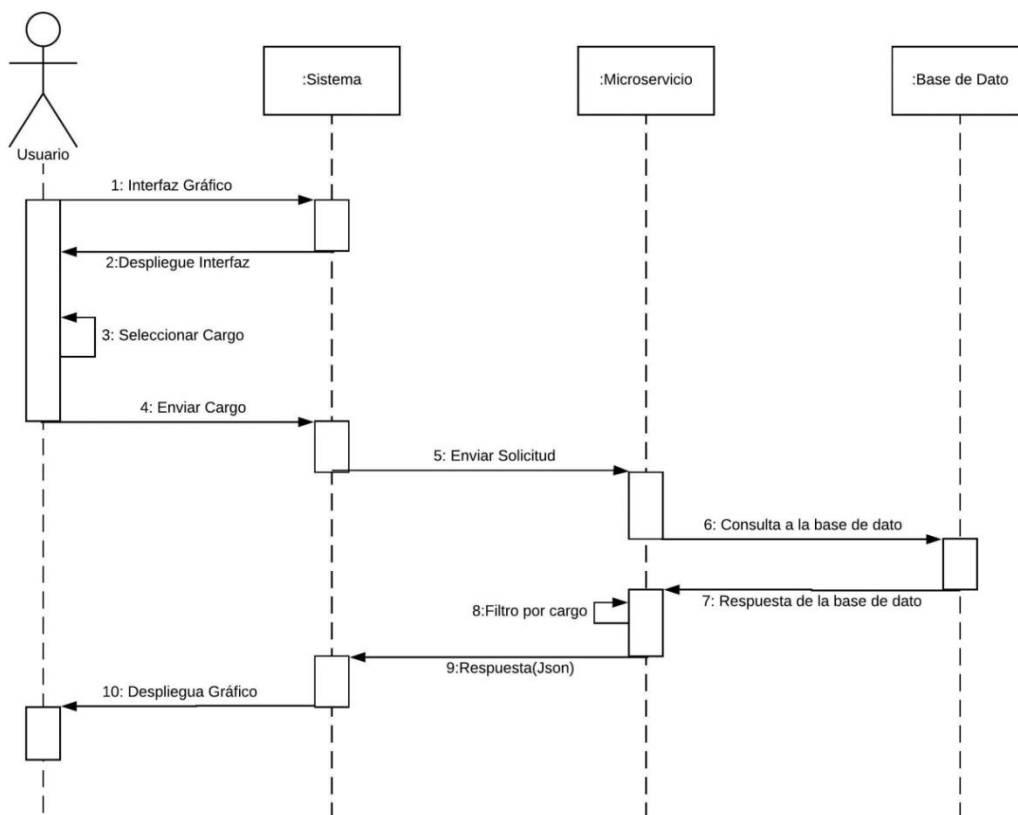 :Sistema
:Microservicio
:Base de Dato
Usuario
1: Interfaz Gráfico
2:Despliegue Interfaz
3: Seleccionar Cargo
4: Enviar Cargo
5: Enviar Solicitud
6: Consulta a la base de dato
7: Respuesta de la base de dato
8:Filtro por cargo
9:Respuesta(Json)
10: Despliegua Gráfico